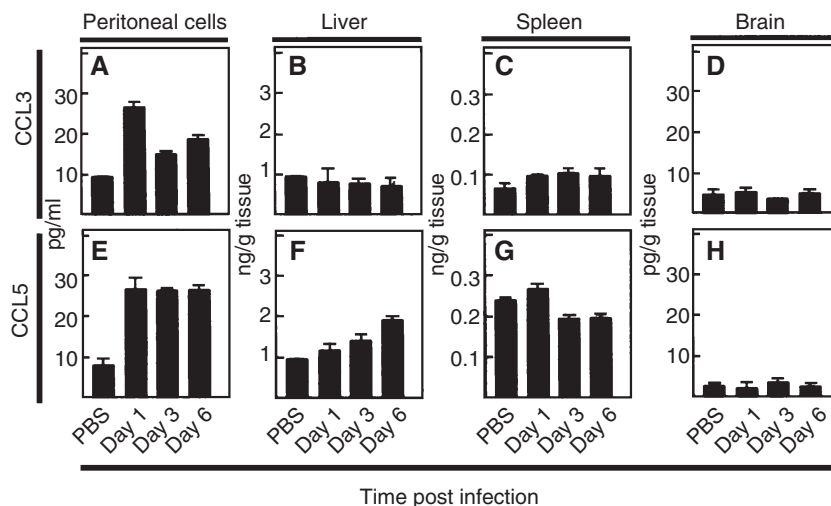 Peritoneal cells Liver Spleen Brain
CCL3
CCL5
pg/ml
ng/g tissue
ng/g tissue
pg/g tissue
A
30
20
10
B
3
2
1
C
0.3
0.2
0.1
D
30
20
10
E
30
20
10
F
3
2
1
G
0.3
0.2
0.1
H
30
20
10
PBS Day 1 Day 3 Day 6
PBS Day 1 Day 3 Day 6
PBS Day 1 Day 3 Day 6
PBS Day 1 Day 3 Day 6
Time post infection